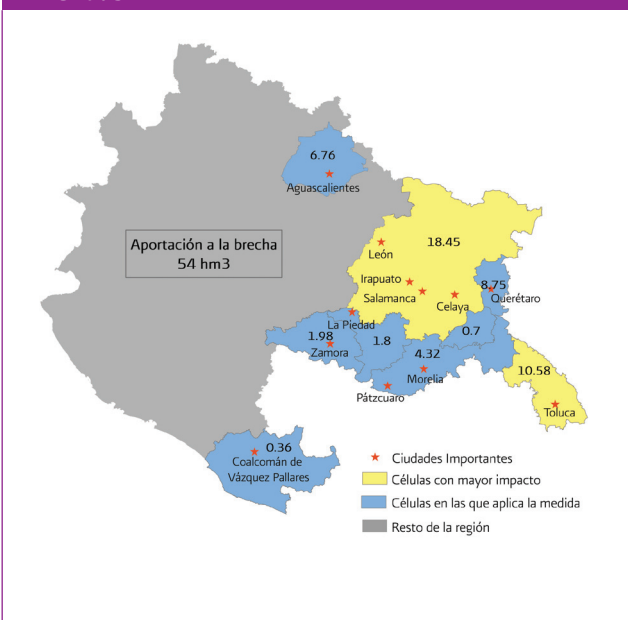 6.76
Aguascalientes
Aportación a la brecha
54 hm3
18.45
León
Irapuato
Salamanca
Celaya
8.75
Querétaro
La Piedad
1.98
Zamora
1.8
0.7
4.32
Morelia
Pátzcuaro
10.58
Toluca
0.36
Coalcomán de
Vázquez Pallares
Ciudades Importantes
Células con mayor impacto
Células en las que aplica la medida
Resto de la región